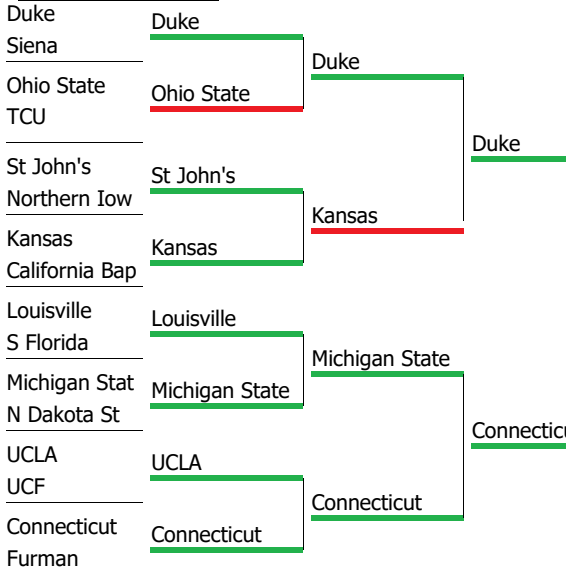 Duke
Siena
Ohio State
TCU
St John's
Northern Iow
Kansas
California Bap
Louisville
S Florida
Michigan Stat
N Dakota St
UCLA
UCF
Connecticut
Furman
Duke
Ohio State
St John's
Kansas
Louisville
Michigan State
UCLA
Connecticut
Duke
Kansas
Michigan State
Connecticut
Duke
Connecticu